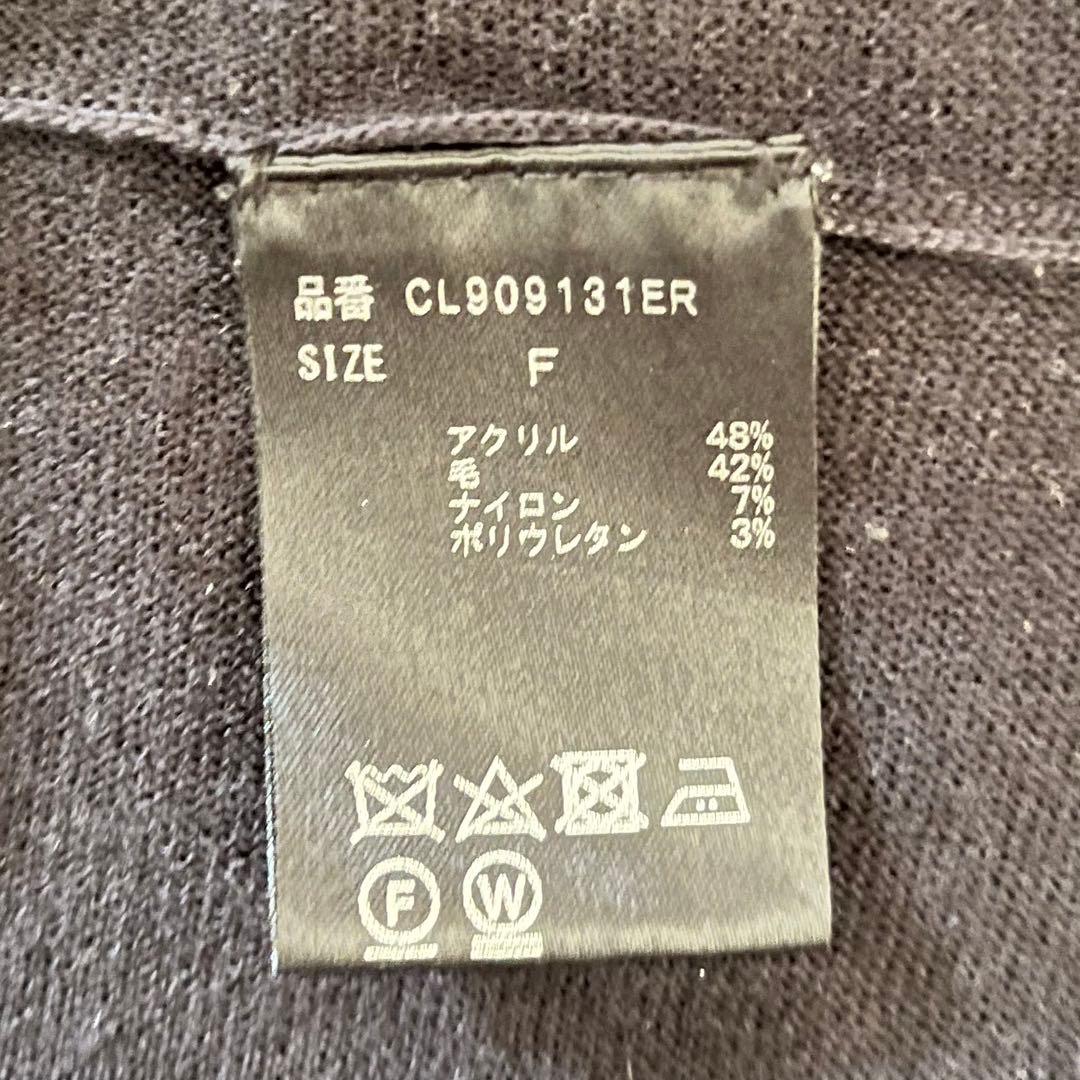 品番 CL909131ER
SIZE F
アクリル 48%
毛 42%
ナイロン 7%
ポリウレタン 3%
F W